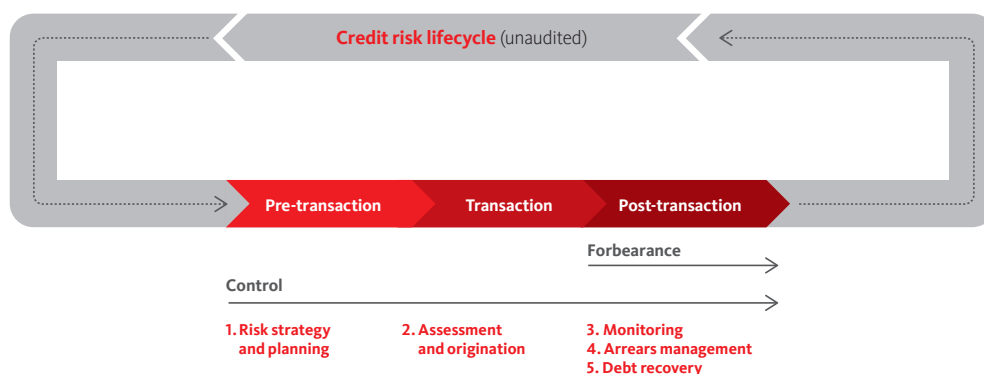 Credit risk lifecycle (unaudited)
Pre-transaction
Transaction
Post-transaction
Forbearance
Control
1. Risk strategy
and planning
2. Assessment
and origination
3. Monitoring
4. Arrears management
5. Debt recovery